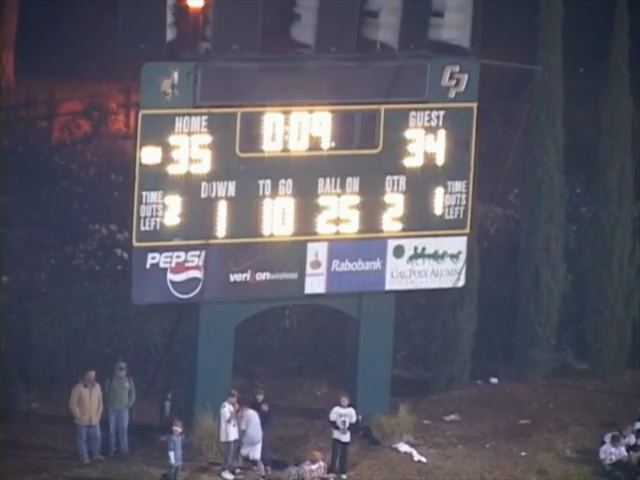 CP
HOME 0:09 GUEST
35 34
DOWN TO GO BALL ON QTR
TIME OUTS LEFT 2 1 10 25 2 1 TIME OUTS LEFT
PEPSI verizon wireless Rabobank CAL POLY ALUMNI